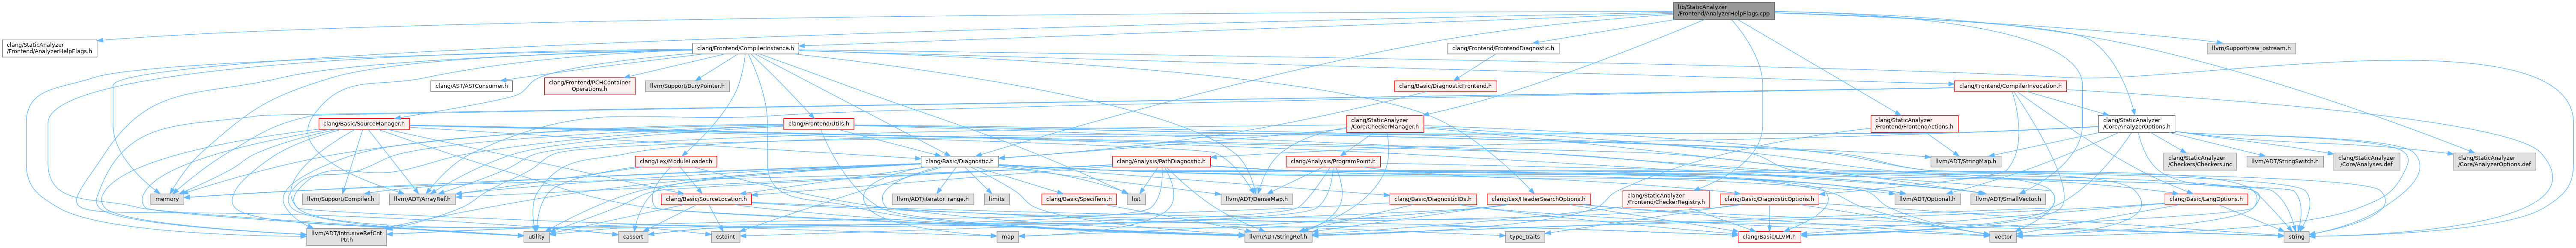 lib/StaticAnalyzer
/Frontend/AnalyzerHelpFlags.cpp
clang/StaticAnalyzer
/Frontend/AnalyzerHelpFlags.h
clang/Frontend/CompilerInstance.h
clang/Frontend/FrontendDiagnostic.h
llvm/Support/raw_ostream.h
clang/AST/ASTConsumer.h
clang/Frontend/PCHContainer
Operations.h
llvm/Support/BuryPointer.h
clang/Basic/DiagnosticFrontend.h
clang/Frontend/CompilerInvocation.h
clang/Basic/SourceManager.h
clang/Frontend/Utils.h
clang/StaticAnalyzer
/Core/CheckerManager.h
clang/StaticAnalyzer
/Frontend/FrontendActions.h
clang/StaticAnalyzer
/Core/AnalyzerOptions.h
clang/Lex/ModuleLoader.h
clang/Basic/Diagnostic.h
clang/Analysis/PathDiagnostic.h
clang/Analysis/ProgramPoint.h
llvm/ADT/StringMap.h
clang/StaticAnalyzer
/Checkers/Checkers.inc
llvm/ADT/StringSwitch.h
clang/StaticAnalyzer
/Core/Analyses.def
clang/StaticAnalyzer
/Core/AnalyzerOptions.def
memory
llvm/Support/Compiler.h
llvm/ADT/ArrayRef.h
clang/Basic/SourceLocation.h
llvm/ADT/iterator_range.h
limits
clang/Basic/Specifiers.h
list
llvm/ADT/DenseMap.h
clang/Basic/DiagnosticIDs.h
clang/Lex/HeaderSearchOptions.h
clang/StaticAnalyzer
/Frontend/CheckerRegistry.h
clang/Basic/DiagnosticOptions.h
llvm/ADT/Optional.h
llvm/ADT/SmallVector.h
clang/Basic/LangOptions.h
llvm/ADT/IntrusiveRefCnt
Ptr.h
utility
cassert
cstdint
map
llvm/ADT/StringRef.h
type_traits
clang/Basic/LLVM.h
vector
string